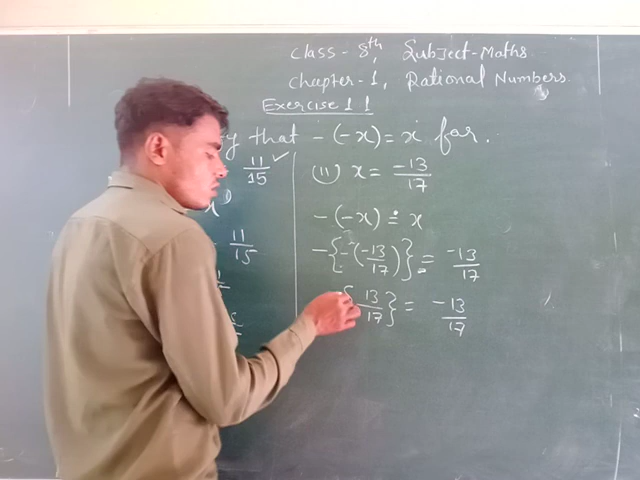 Class - 8th, Subject - Maths.
Chapter - 1, Rational Numbers.
Exercise 1.1
that -(-x) = x for.
11/15 ✓
(ii) x = -13/17
-(-x) = x
11/15
-{-(-13/17)} = -13/17
{13/17} = -13/17